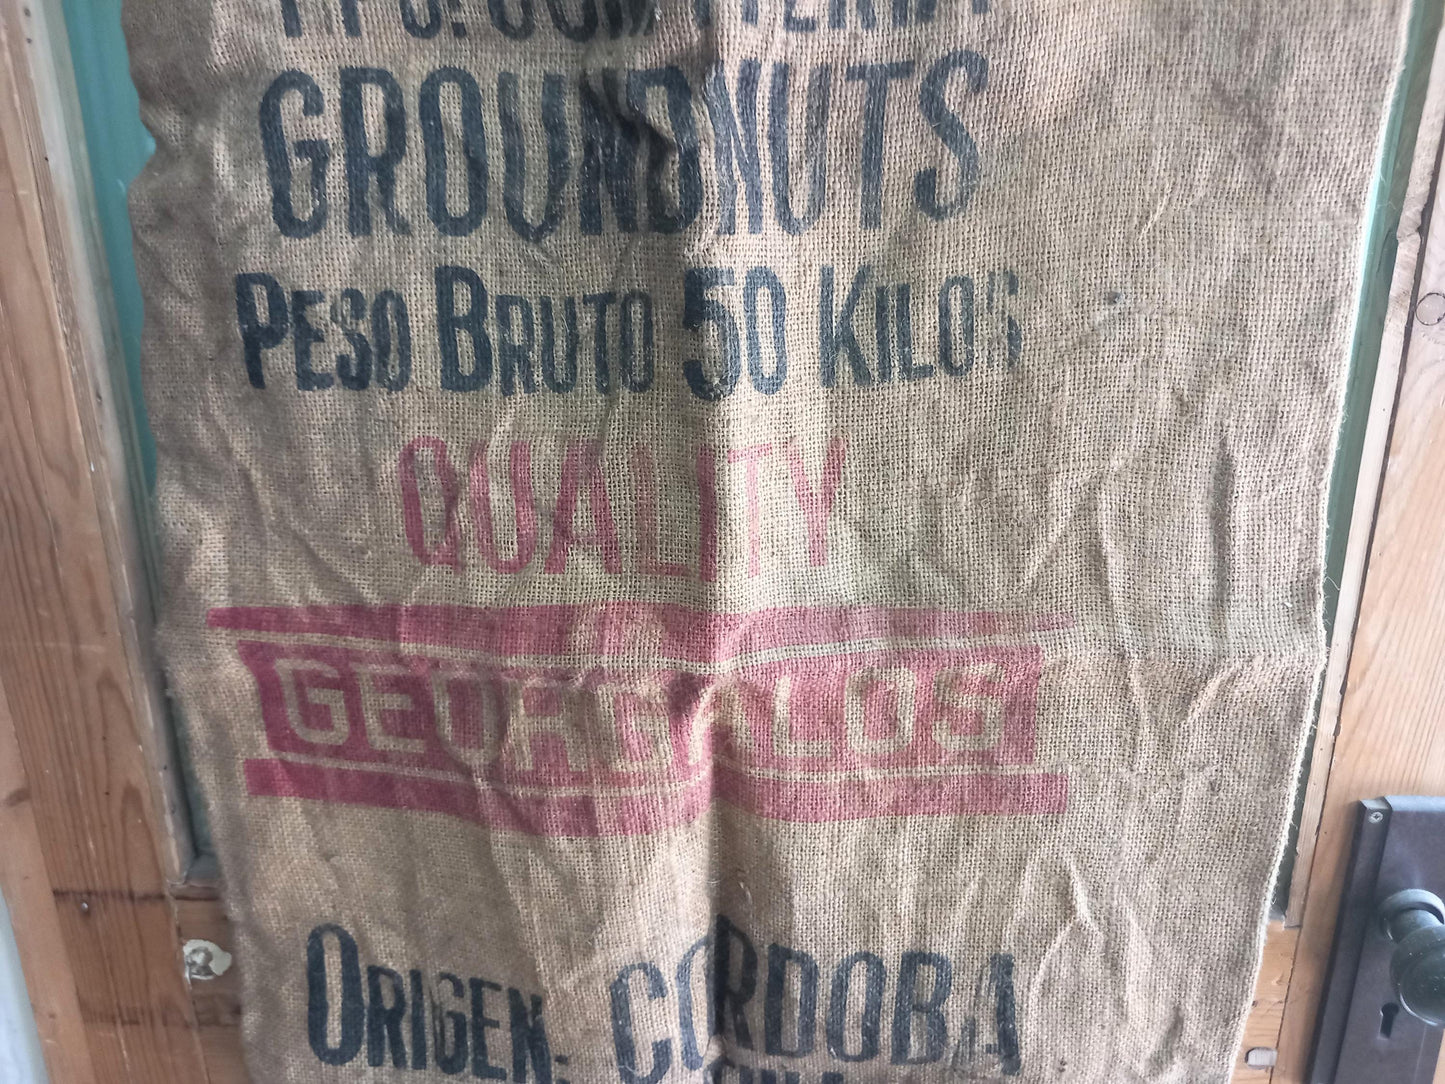 GROUNDNUTS
PESO BRUTO 50 KILOS
QUALITY
GEORGALOS
ORIGEN: CORDOBA